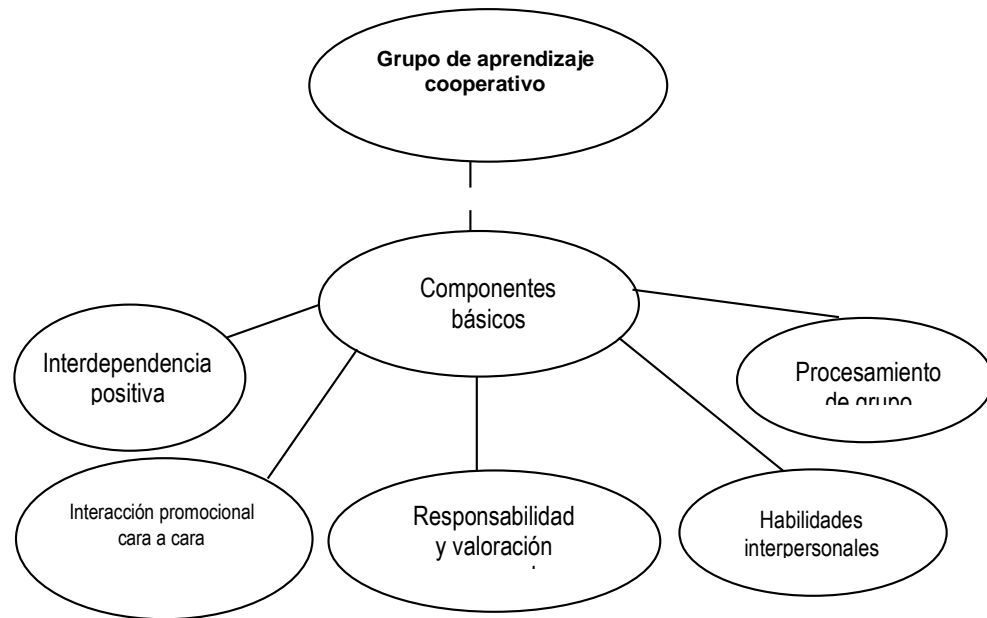 Grupo de aprendizaje
cooperativo
Componentes
básicos
Interdependencia
positiva
Procesamiento
de grupo
Interacción promocional
cara a cara
Responsabilidad
y valoración
Habilidades
interpersonales